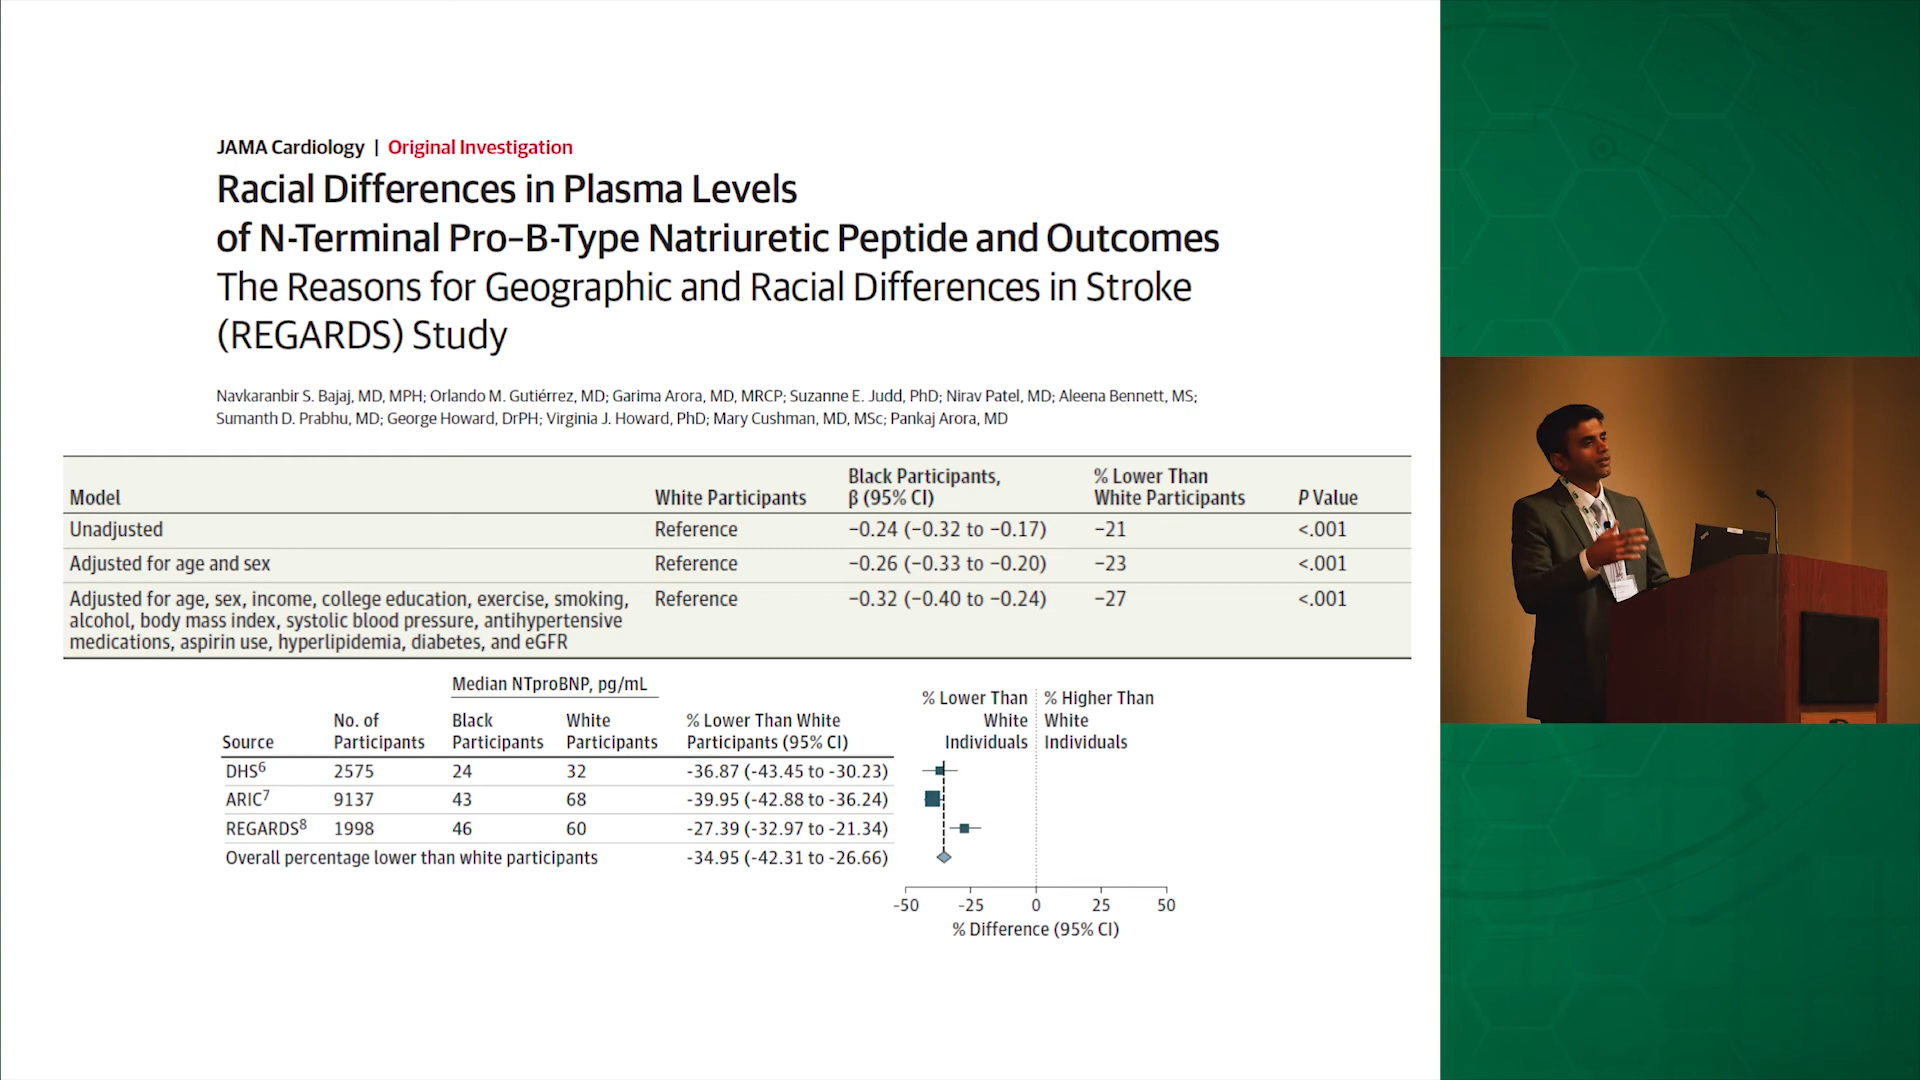 JAMA Cardiology | Original Investigation
Racial Differences in Plasma Levels
of N-Terminal Pro–B-Type Natriuretic Peptide and Outcomes
The Reasons for Geographic and Racial Differences in Stroke
(REGARDS) Study
Navkaranbir S. Bajaj, MD, MPH; Orlando M. Gutiérrez, MD; Garima Arora, MD, MRCP; Suzanne E. Judd, PhD; Nirav Patel, MD; Aleena Bennett, MS;
Sumanth D. Prabhu, MD; George Howard, DrPH; Virginia J. Howard, PhD; Mary Cushman, MD, MSc; Pankaj Arora, MD
Black Participants, % Lower Than
Model White Participants β (95% CI) White Participants P Value
Unadjusted Reference −0.24 (−0.32 to −0.17) −21 <.001
Adjusted for age and sex Reference −0.26 (−0.33 to −0.20) −23 <.001
Adjusted for age, sex, income, college education, exercise, smoking, Reference −0.32 (−0.40 to −0.24) −27 <.001
alcohol, body mass index, systolic blood pressure, antihypertensive
medications, aspirin use, hyperlipidemia, diabetes, and eGFR
Median NTproBNP, pg/mL
No. of Black White % Lower Than White
Source Participants Participants Participants Participants (95% CI)
DHS6 2575 24 32 -36.87 (-43.45 to -30.23)
ARIC7 9137 43 68 -39.95 (-42.88 to -36.24)
REGARDS8 1998 46 60 -27.39 (-32.97 to -21.34)
Overall percentage lower than white participants -34.95 (-42.31 to -26.66)
% Lower Than % Higher Than
White White
Individuals Individuals
-50 -25 0 25 50
% Difference (95% CI)